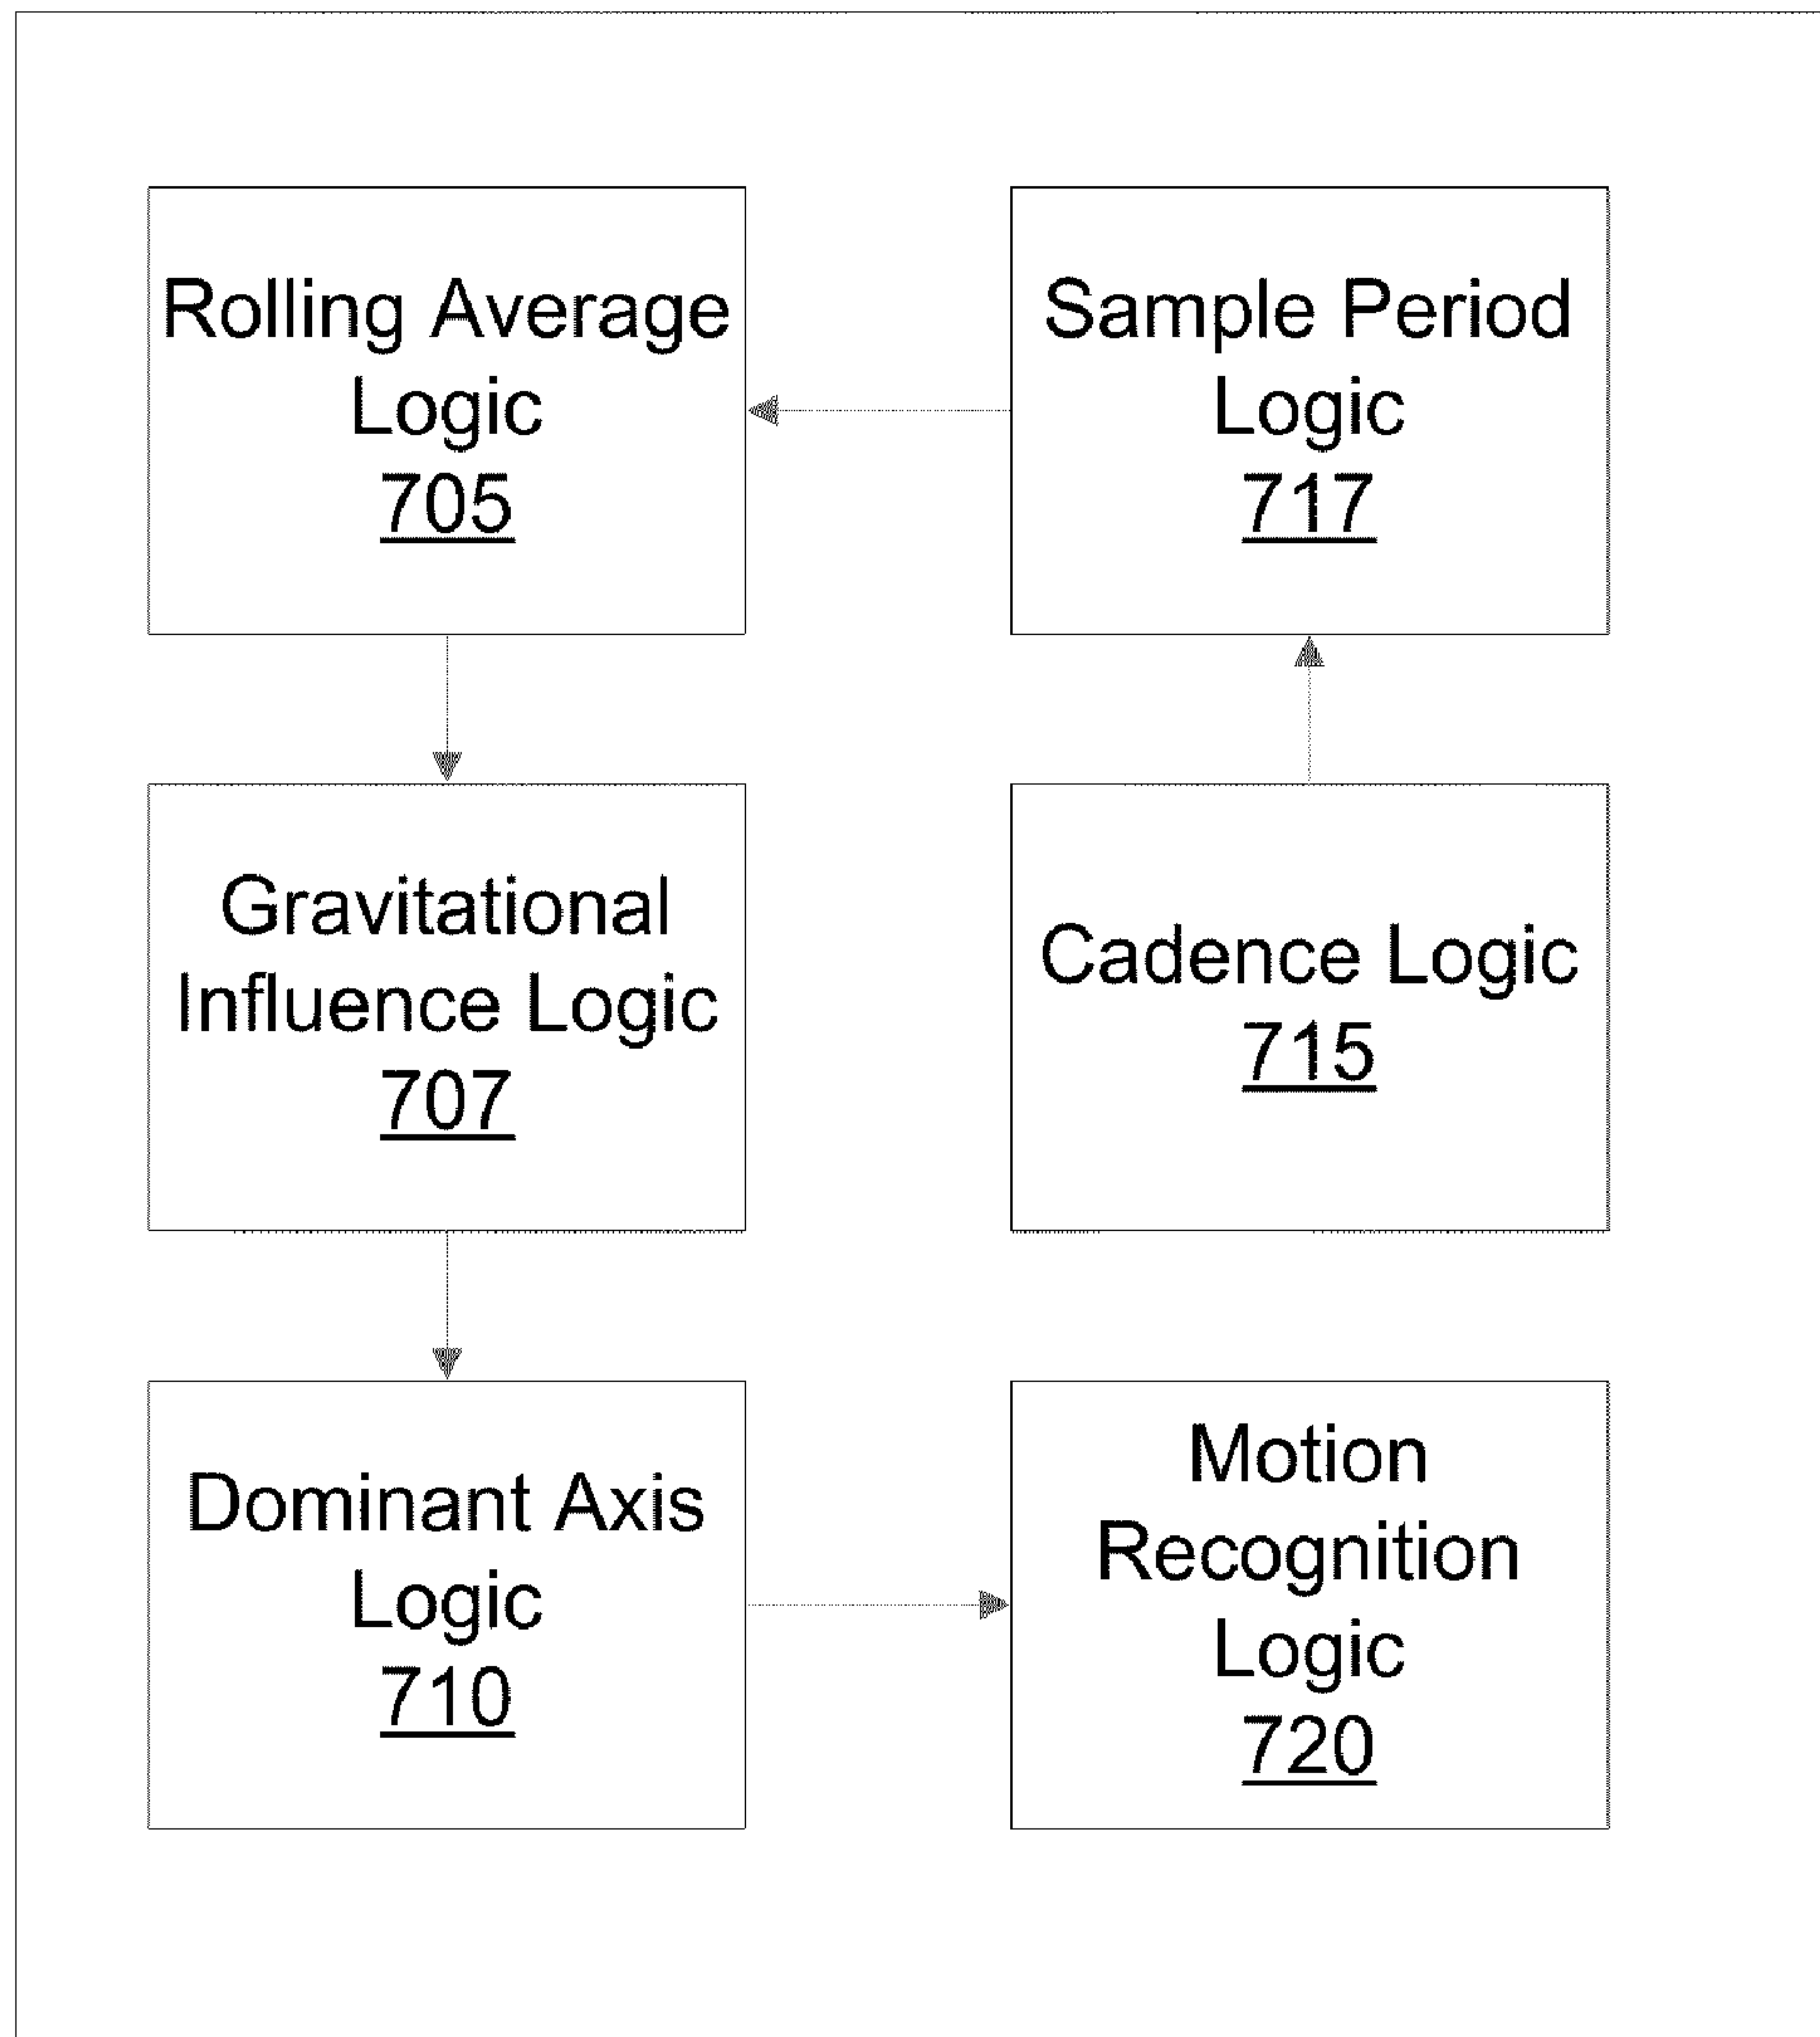 Rolling Average
Logic
705
Sample Period
Logic
717
Gravitational
Influence Logic
707
Cadence Logic
715
Dominant Axis
Logic
710
Motion
Recognition
Logic
720